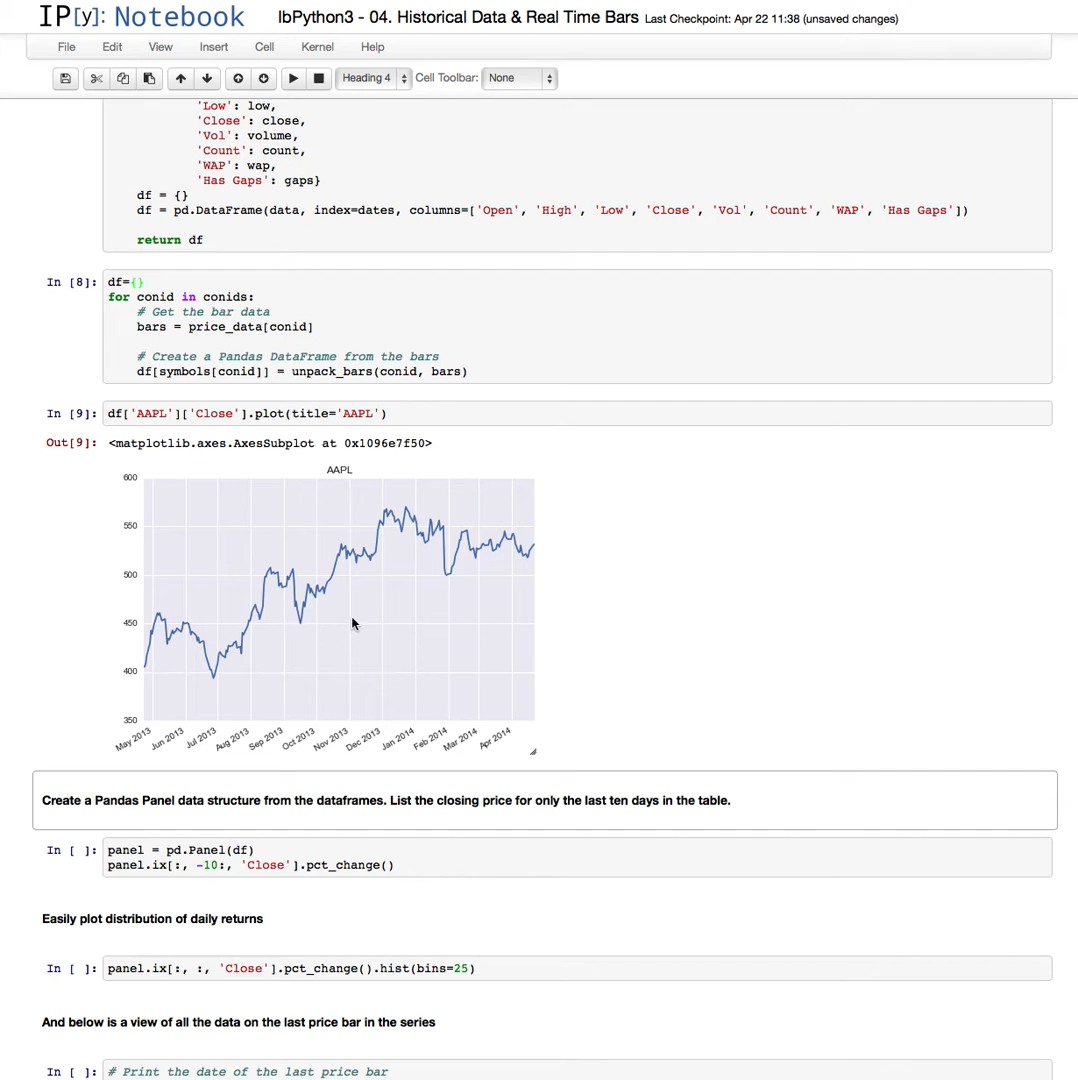 IP[y]: Notebook IbPython3 - 04. Historical Data & Real Time Bars Last Checkpoint: Apr 22 11:38 (unsaved changes)
File Edit View Insert Cell Kernel Help
Heading 4 Cell Toolbar: None
'Low': low,
'Close': close,
'Vol': volume,
'Count': count,
'WAP': wap,
'Has Gaps': gaps}
df = {}
df = pd.DataFrame(data, index=dates, columns=['Open', 'High', 'Low', 'Close', 'Vol', 'Count', 'WAP', 'Has Gaps'])
return df
In [8]: df={}
for conid in conids:
# Get the bar data
bars = price_data[conid]
# Create a Pandas DataFrame from the bars
df[symbols[conid]] = unpack_bars(conid, bars)
In [9]: df['AAPL']['Close'].plot(title='AAPL')
Out[9]: <matplotlib.axes.AxesSubplot at 0x1096e7f50>
AAPL
600
550
500
450
400
350
May 2013 Jun 2013 Jul 2013 Aug 2013 Sep 2013 Oct 2013 Nov 2013 Dec 2013 Jan 2014 Feb 2014 Mar 2014 Apr 2014
Create a Pandas Panel data structure from the dataframes. List the closing price for only the last ten days in the table.
In [ ]: panel = pd.Panel(df)
panel.ix[:, -10:, 'Close'].pct_change()
Easily plot distribution of daily returns
In [ ]: panel.ix[:, :, 'Close'].pct_change().hist(bins=25)
And below is a view of all the data on the last price bar in the series
In [ ]: # Print the date of the last price bar